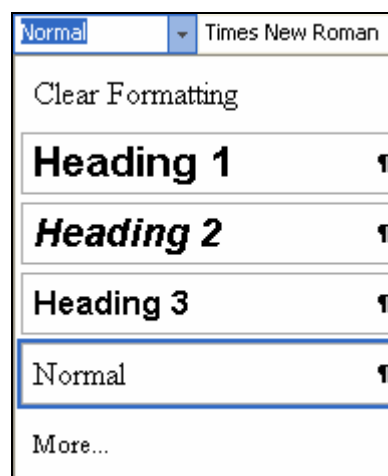 Normal Times New Roman
Clear Formatting
Heading 1 ¶
Heading 2 ¶
Heading 3 ¶
Normal ¶
More...